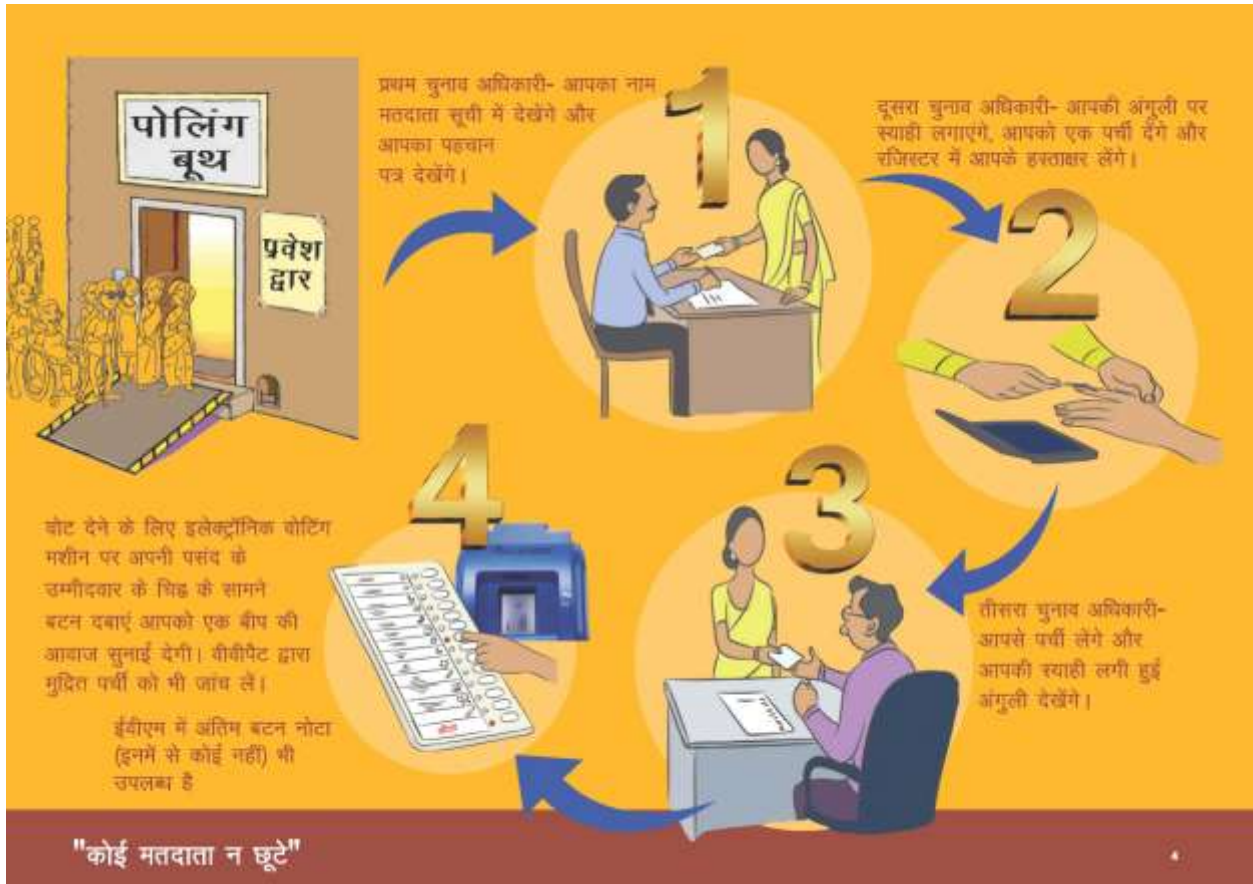 पोलिंग
बूथ
प्रवेश
द्वार
प्रथम चुनाव अधिकारी- आपका नाम
मतदाता सूची में देखेंगे और
आपका पहचान
पत्र देखेंगे।
1
दूसरा चुनाव अधिकारी- आपकी अंगूली पर
स्याही लगाएंगे, आपको एक पर्ची देंगे और
रजिस्टर में आपके हस्ताक्षर लेंगे।
2
3
तीसरा चुनाव अधिकारी-
आपसे पर्ची लेंगे और
आपकी स्याही लगी हुई
अंगुली देखेंगे।
4
वोट देने के लिए इलेक्ट्रॉनिक वोटिंग
मशीन पर अपनी पसंद के
उम्मीदवार के चिह्न के सामने
बटन दबाएं आपको एक बीप की
आवाज सुनाई देगी। वीवीपैट द्वारा
मुद्रित पर्ची को भी जांच लें।
ईवीएम में अंतिम बटन नोटा
(इनमें से कोई नहीं) भी
उपलब्ध है
"कोई मतदाता न छूटे"
4